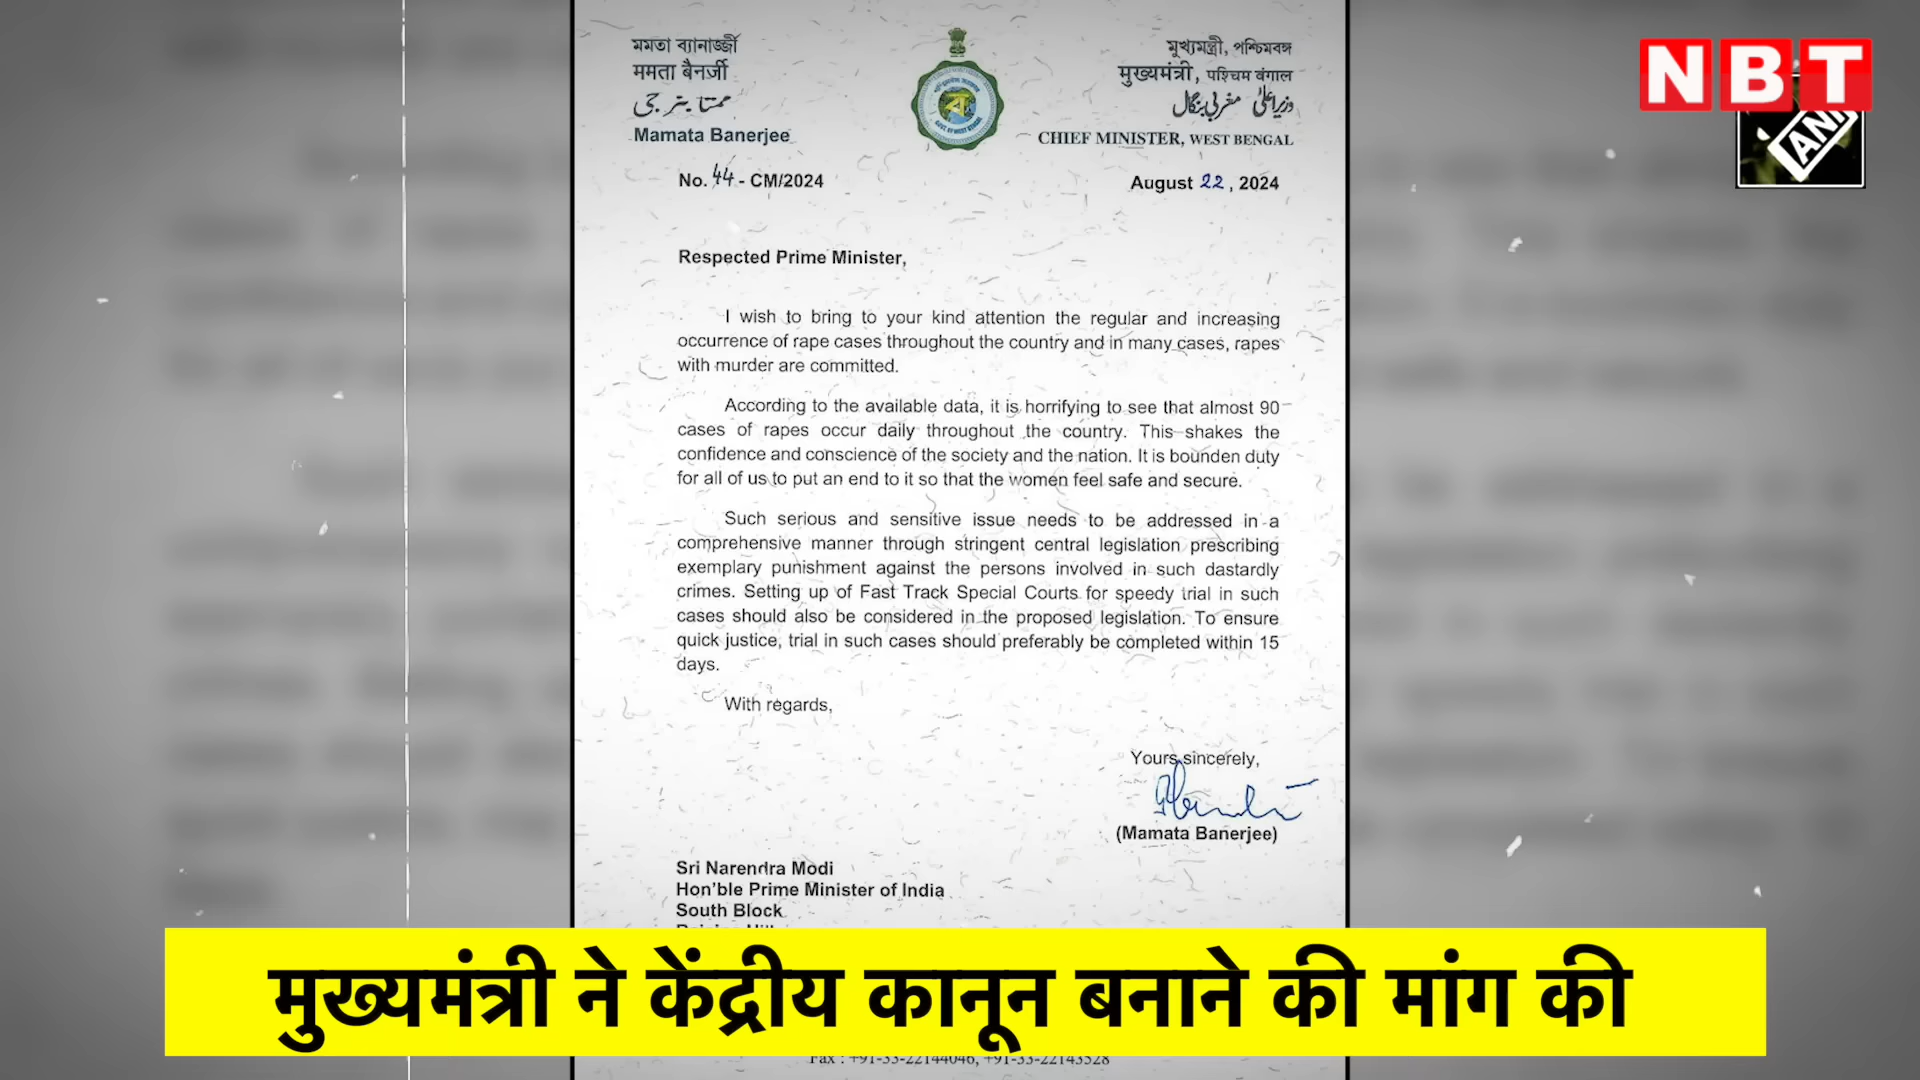 মমতা ব্যানার্জী
ममता बैनर्जी
ممتا بنرجی
Mamata Banerjee
মুখ্যমন্ত্রী, পশ্চিমবঙ্গ
मुख्यमंत्री, पश्चिम बंगाल
وزیراعلیٰ مغربی بنگال
CHIEF MINISTER, WEST BENGAL
NBT
ANI
No. 44 - CM/2024
August 22, 2024
Respected Prime Minister,
I wish to bring to your kind attention the regular and increasing
occurrence of rape cases throughout the country and in many cases, rapes
with murder are committed.
According to the available data, it is horrifying to see that almost 90
cases of rapes occur daily throughout the country. This shakes the
confidence and conscience of the society and the nation. It is bounden duty
for all of us to put an end to it so that the women feel safe and secure.
Such serious and sensitive issue needs to be addressed in a
comprehensive manner through stringent central legislation prescribing
exemplary punishment against the persons involved in such dastardly
crimes. Setting up of Fast Track Special Courts for speedy trial in such
cases should also be considered in the proposed legislation. To ensure
quick justice, trial in such cases should preferably be completed within 15
days.
With regards,
Yours sincerely,
(Mamata Banerjee)
Sri Narendra Modi
Hon'ble Prime Minister of India
South Block
मुख्यमंत्री ने केंद्रीय कानून बनाने की मांग की
Fax : +91-33-22144046, +91-33-22143528